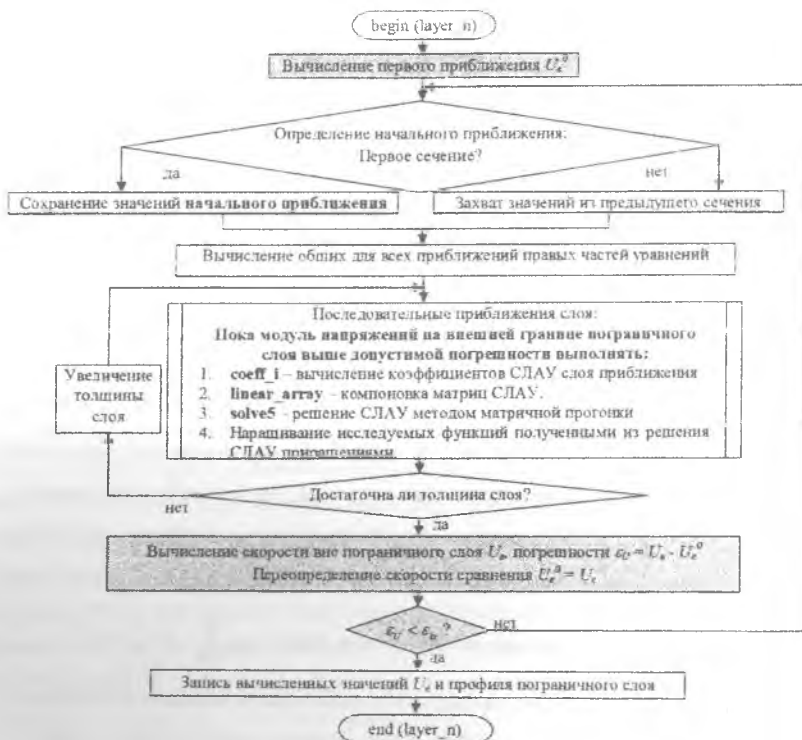 begin (layer_n)
Вычисление первого приближения U_e^0
Определение начального приближения:
Первое сечение?
да
нет
Сохранение значений начального приближения
Захват значений из предыдущего сечения
Вычисление общих для всех приближений правых частей уравнений
Последовательные приближения слоя:
Пока модуль напряжений на внешней границе пограничного
слоя выше допустимой погрешности выполнять:
1. coeff_i – вычисление коэффициентов СЛАУ слоя приближения
2. linear_array – компоновка матриц СЛАУ.
3. solve5 – решение СЛАУ методом матричной прогонки
4. Наращивание исследуемых функций полученными из решения
СЛАУ приращениями
Увеличение
толщины
слоя
Достаточна ли толщина слоя?
нет
да
Вычисление скорости вне пограничного слоя U_e, погрешности ε_U = U_e - U_e^0
Переопределение скорости сравнения U_e^0 = U_e
ε_U < ?
нет
да
Запись вычисленных значений U_e и профиля пограничного слоя
end (layer_n)